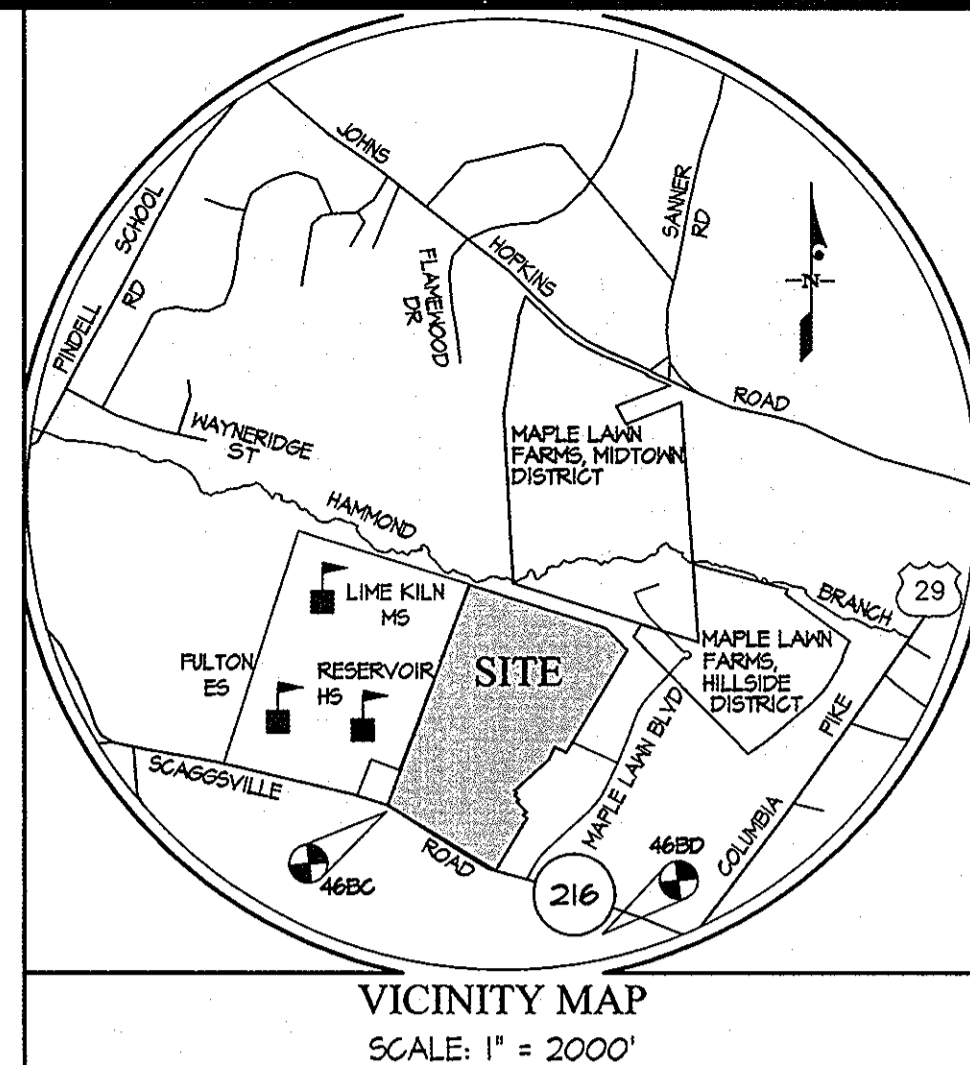 JOHNS
HOPKINS
ROAD
SANNER
RD
PINDELL SCHOOL
RD
FLAMEWOOD
DR
N
WAYNERIDGE
ST
MAPLE LAWN
FARMS, MIDTOWN
DISTRICT
HAMMOND
BRANCH
29
LIME KILN
MS
FULTON
ES
RESERVOIR
HS
SITE
MAPLE LAWN
FARMS,
HILLSIDE
DISTRICT
MAPLE LAWN BLVD
COLUMBIA PIKE
SCAGGSVILLE
ROAD
46BC
216
46BD
VICINITY MAP
SCALE: 1" = 2000'